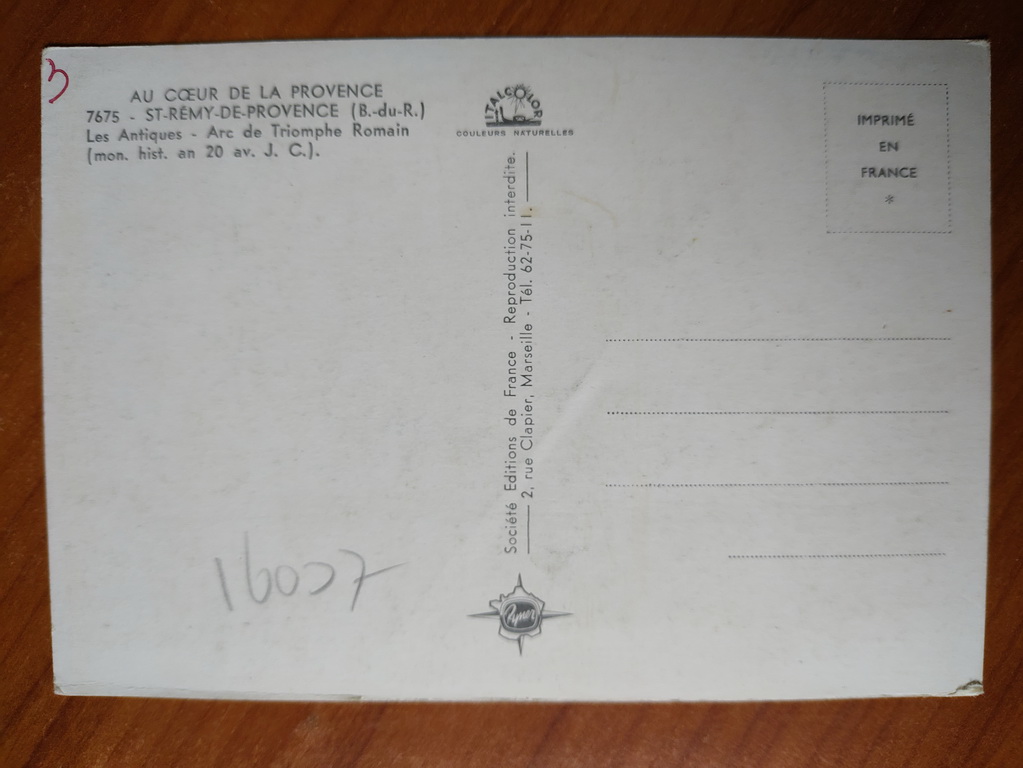 3
AU CŒUR DE LA PROVENCE
7675 - ST-RÉMY-DE-PROVENCE (B.-du-R.)
Les Antiques - Arc de Triomphe Romain
(mon. hist. an 20 av. J. C.).
ITALCOLOR
COULEURS NATURELLES
IMPRIMÉ
EN
FRANCE
*
Société Editions de France - Reproduction interdite.
2, rue Clapier, Marseille - Tél. 62-75-11.
16037